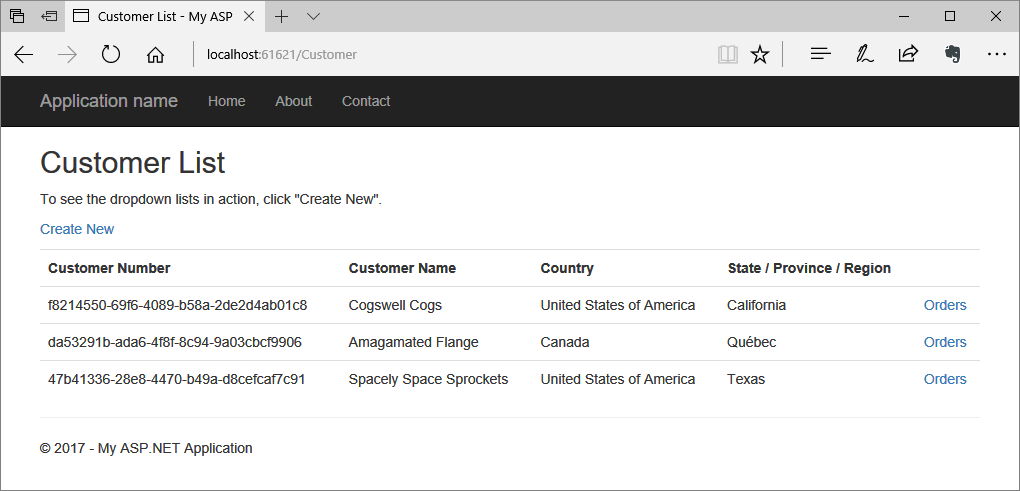 Customer List - My ASP
localhost:61621/Customer
Application name Home About Contact
Customer List
To see the dropdown lists in action, click "Create New".
Create New
Customer Number Customer Name Country State / Province / Region
f8214550-69f6-4089-b58a-2de2d4ab01c8 Cogswell Cogs United States of America California Orders
da53291b-ada6-4f8f-8c94-9a03cbcf9906 Amagamated Flange Canada Québec Orders
47b41336-28e8-4470-b49a-d8cefcaf7c91 Spacely Space Sprockets United States of America Texas Orders
© 2017 - My ASP.NET Application